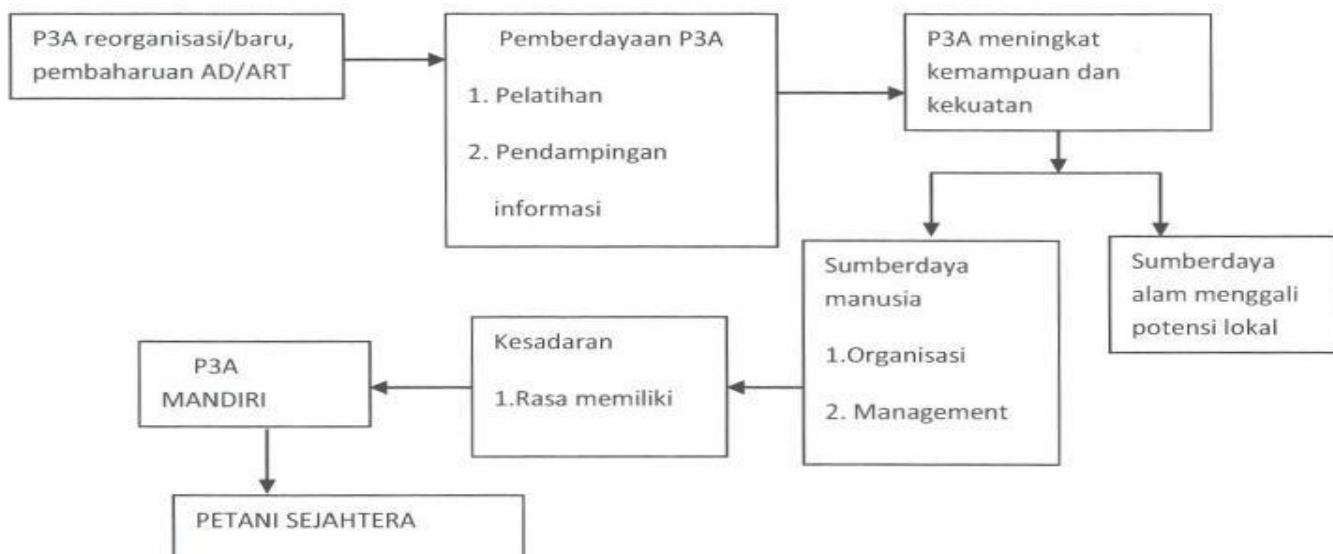 P3A reorganisasi/baru,
pembaharuan AD/ART
Pemberdayaan P3A
1. Pelatihan
2. Pendampingan
informasi
P3A meningkat
kemampuan dan
kekuatan
Sumberdaya
manusia
1.Organisasi
2. Management
Sumberdaya
alam menggali
potensi lokal
Kesadaran
1.Rasa memiliki
P3A
MANDIRI
PETANI SEJAHTERA